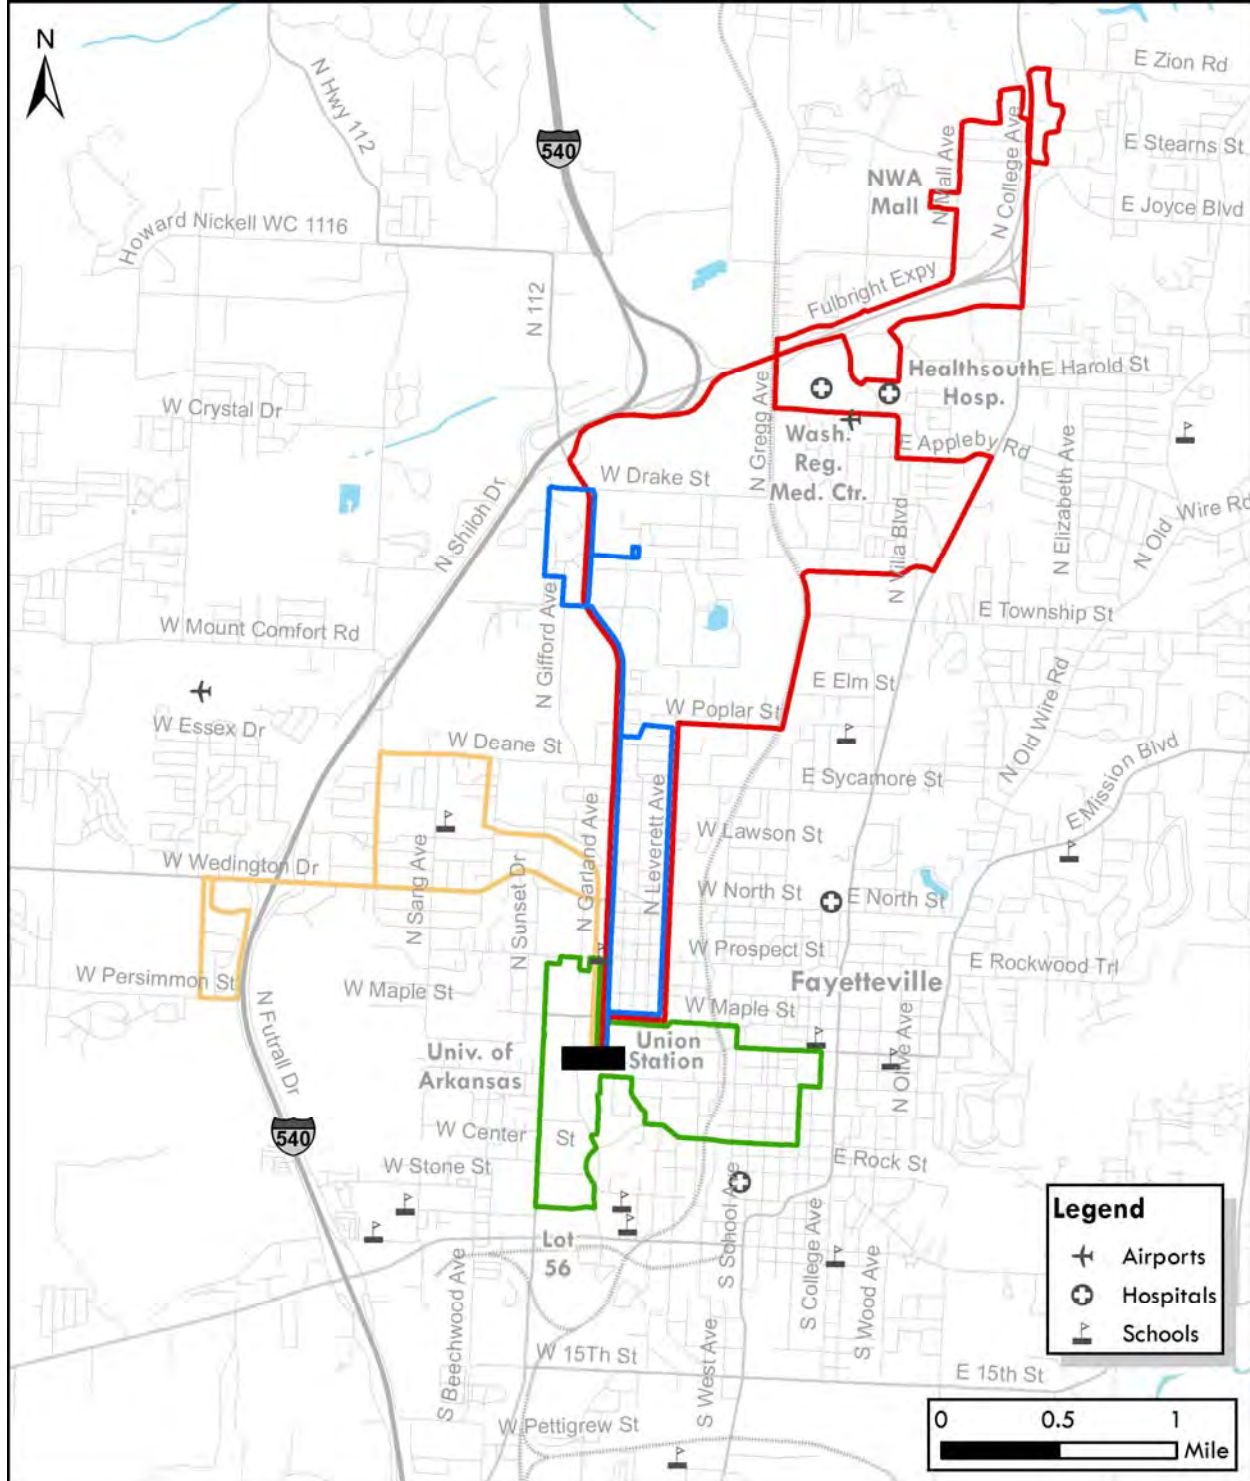 N
E Zion Rd
N Hwy 112
540
N Mall Ave
N College Ave
E Stearns St
NWA
Mall
E Joyce Blvd
Howard Nickell WC 1116
Fulbright Expy
N 112
Healthsouth
Hosp.
E Harold St
W Crystal Dr
N Gregg Ave
Wash.
Reg.
Med. Ctr.
E Appleby Rd
W Drake St
N Shiloh Dr
N Villa Blvd
N Elizabeth Ave
N Old Wire Rd
N Gifford Ave
E Township St
W Mount Comfort Rd
E Elm St
W Poplar St
W Essex Dr
W Deane St
N Old Wire Rd
E Mission Blvd
E Sycamore St
N Garland Ave
N Leverett Ave
W Lawson St
W Wedington Dr
N Sang Ave
N Sunset Dr
W North St
E North St
W Prospect St
E Rockwood Trl
W Persimmon St
W Maple St
Fayetteville
W Maple St
N Futrall Dr
Union
Station
Univ. of
Arkansas
N Olive Ave
W Center St
540
E Rock St
W Stone St
S School Ave
Lot
56
S College Ave
S Wood Ave
S Beechwood Ave
W 15Th St
S West Ave
E 15th St
W Pettigrew St
Legend
Airports
Hospitals
Schools
0 0.5 1
Mile